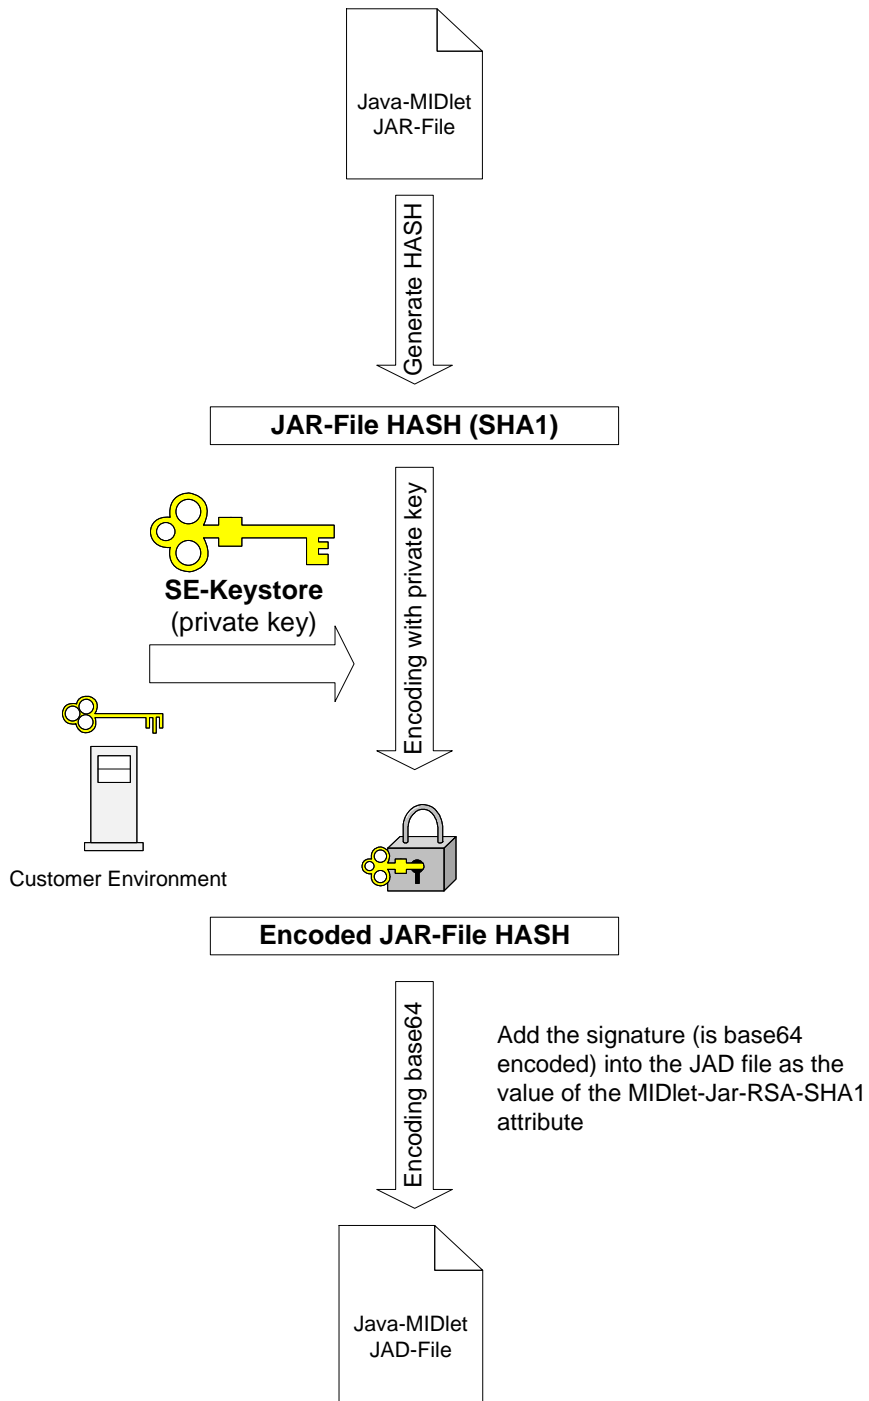 Java-MIDlet
JAR-File
Generate HASH
JAR-File HASH (SHA1)
Encoding with private key
SE-Keystore
(private key)
Customer Environment
Encoded JAR-File HASH
Encoding base64
Add the signature (is base64
encoded) into the JAD file as the
value of the MIDlet-Jar-RSA-SHA1
attribute
Java-MIDlet
JAD-File